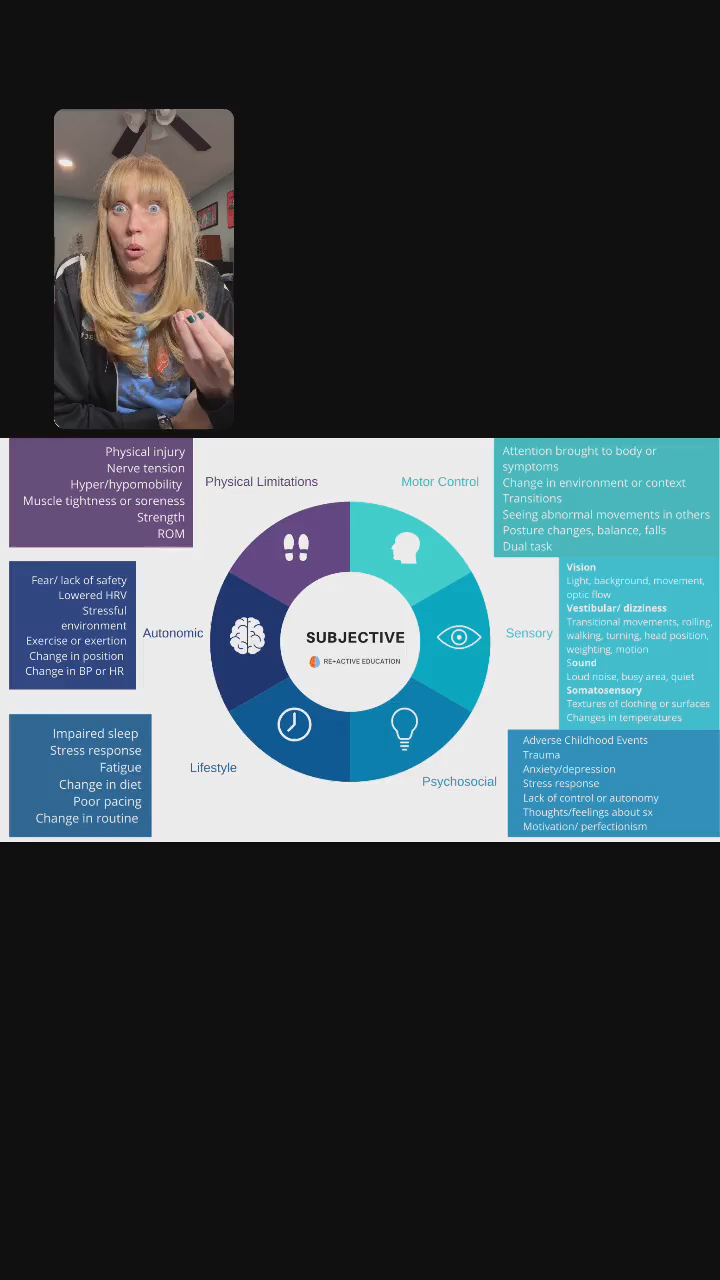 Physical injury
Nerve tension
Hyper/hypomobility
Muscle tightness or soreness
Strength
ROM
Physical Limitations
Motor Control
Attention brought to body or
symptoms
Change in environment or context
Transitions
Seeing abnormal movements in others
Posture changes, balance, falls
Dual task
Fear/ lack of safety
Lowered HRV
Stressful
environment
Exercise or exertion
Change in position
Change in BP or HR
Autonomic
SUBJECTIVE
RE+ACTIVE EDUCATION
Sensory
Vision
Light, background, movement,
optic flow
Vestibular/ dizziness
Transitional movements, rolling,
walking, turning, head position,
weighting, motion
Sound
Loud noise, busy area, quiet
Somatosensory
Textures of clothing or surfaces
Changes in temperatures
Impaired sleep
Stress response
Fatigue
Change in diet
Poor pacing
Change in routine
Lifestyle
Psychosocial
Adverse Childhood Events
Trauma
Anxiety/depression
Stress response
Lack of control or autonomy
Thoughts/feelings about sx
Motivation/ perfectionism